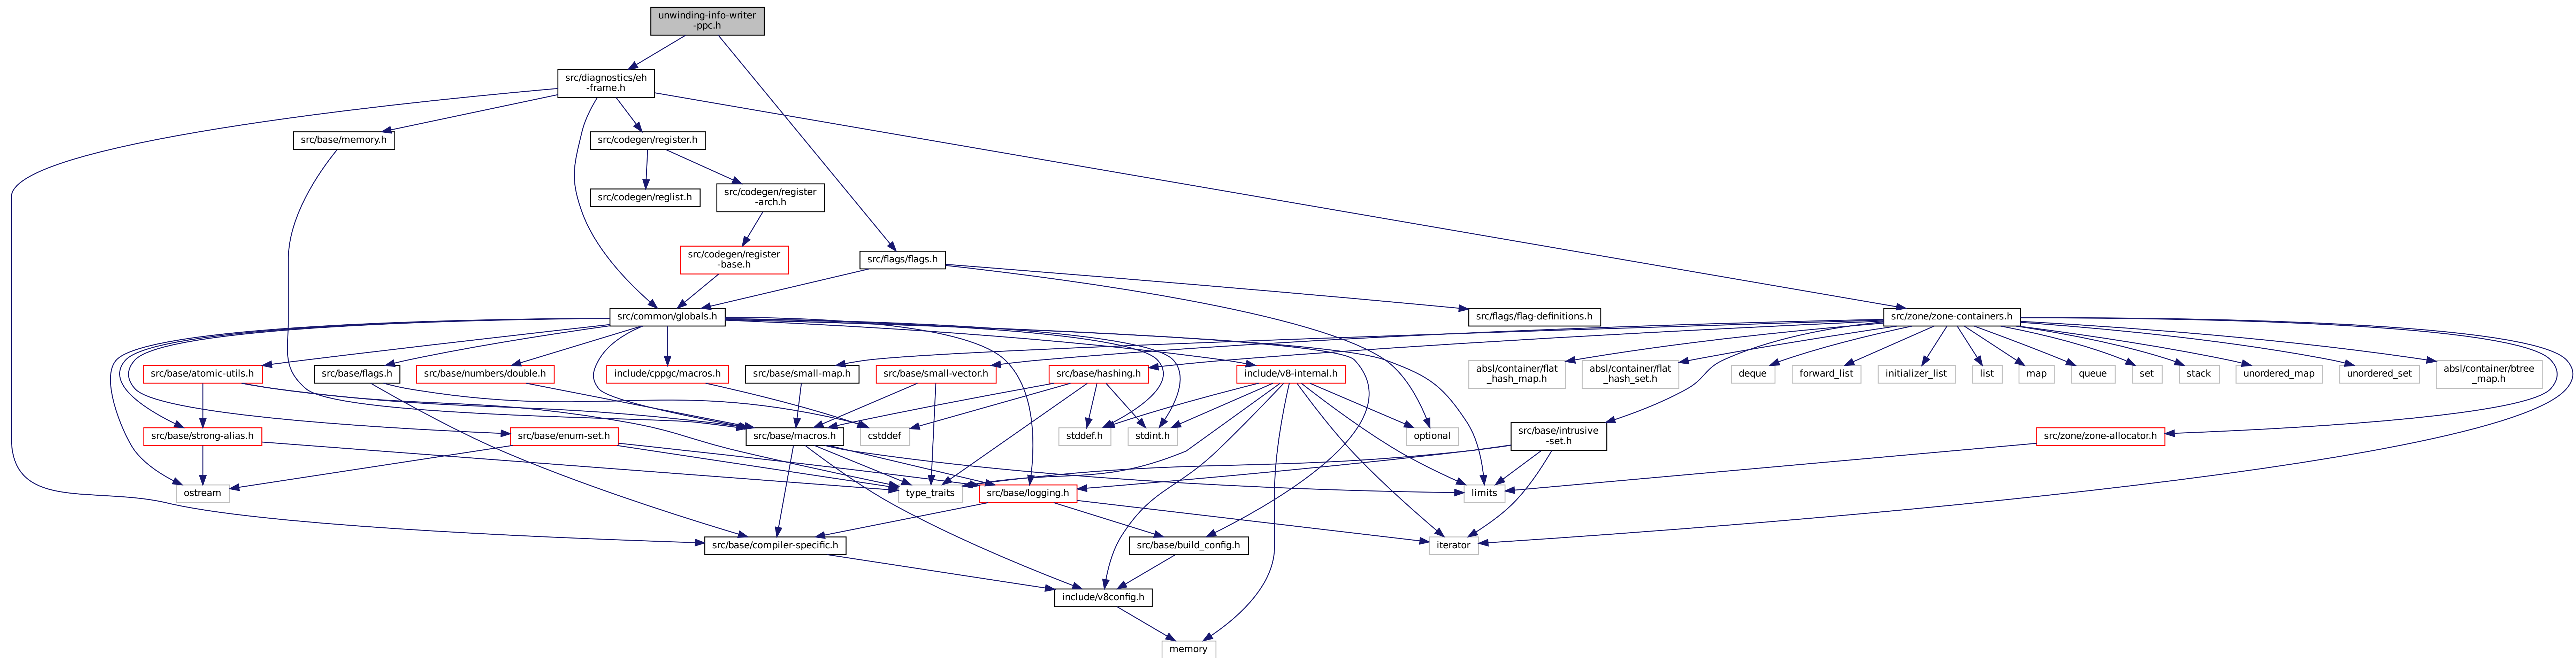 unwinding-info-writer
-ppc.h
src/diagnostics/eh
-frame.h
src/base/memory.h
src/codegen/register.h
src/codegen/reglist.h
src/codegen/register
-arch.h
src/codegen/register
-base.h
src/flags/flags.h
src/common/globals.h
src/flags/flag-definitions.h
src/zone/zone-containers.h
src/base/atomic-utils.h
src/base/flags.h
src/base/numbers/double.h
include/cppgc/macros.h
src/base/small-map.h
src/base/small-vector.h
src/base/hashing.h
include/v8-internal.h
absl/container/flat
_hash_map.h
absl/container/flat
_hash_set.h
deque
forward_list
initializer_list
list
map
queue
set
stack
unordered_map
unordered_set
absl/container/btree
_map.h
src/base/strong-alias.h
src/base/enum-set.h
src/base/macros.h
cstddef
stddef.h
stdint.h
optional
src/base/intrusive
-set.h
src/zone/zone-allocator.h
ostream
type_traits
src/base/logging.h
limits
src/base/compiler-specific.h
src/base/build_config.h
iterator
include/v8config.h
memory